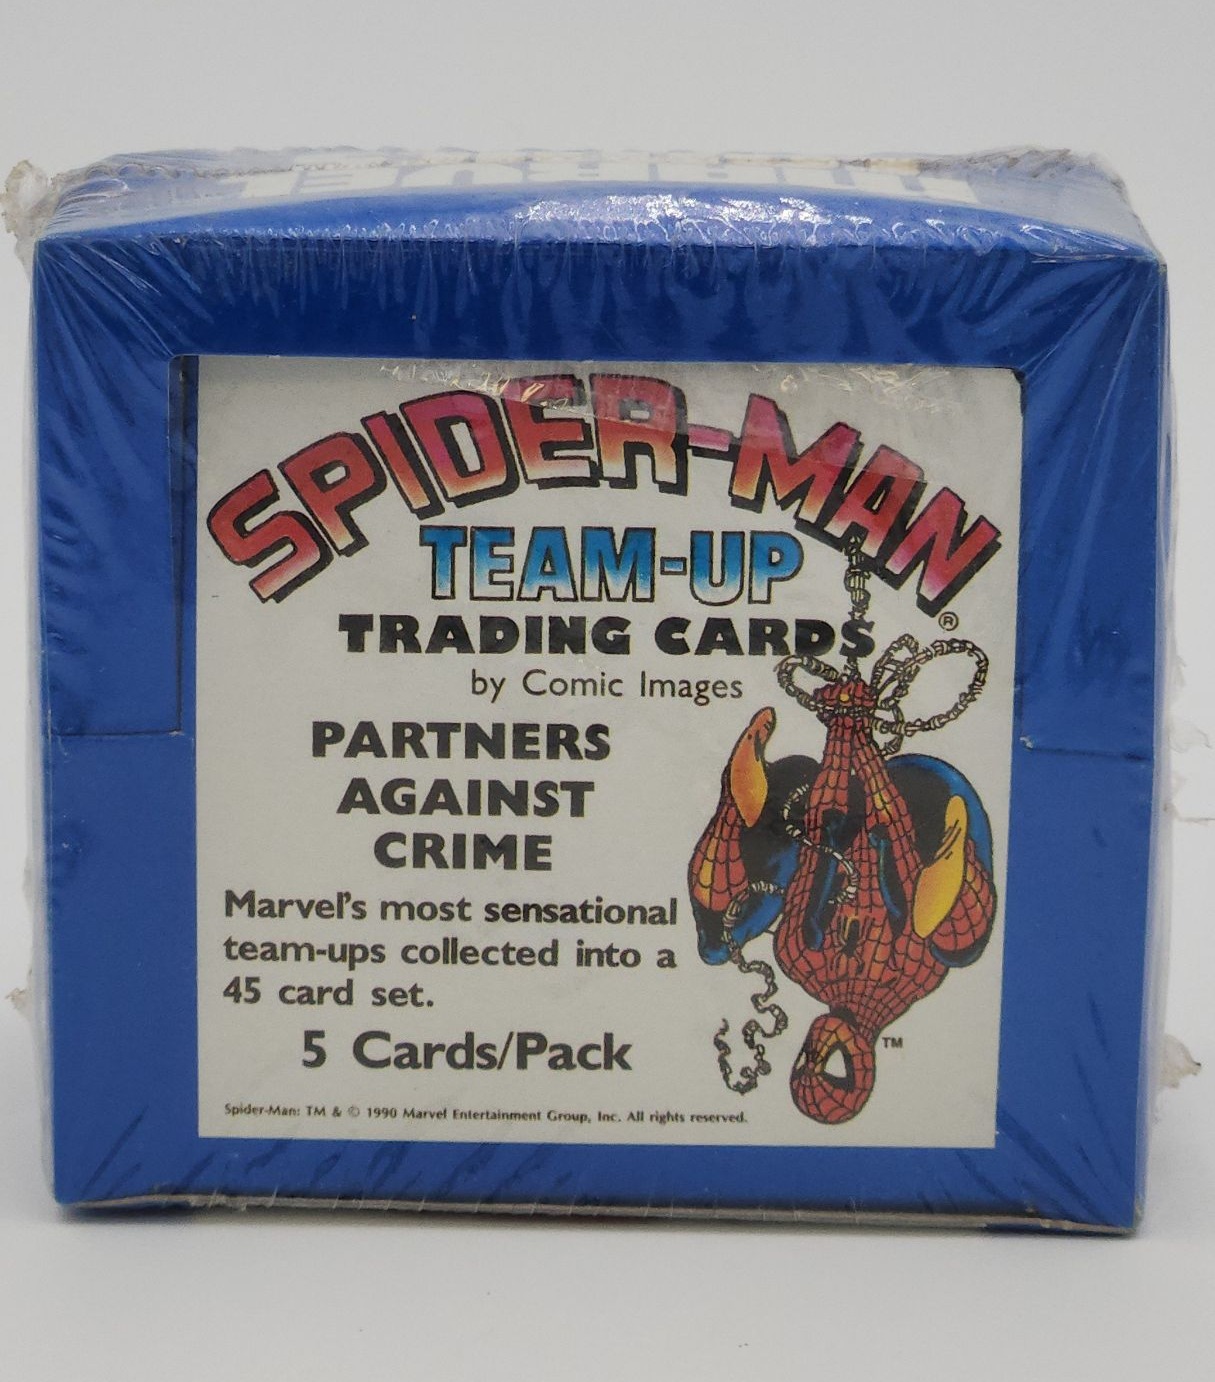 SPIDER-MAN®
TEAM-UP
TRADING CARDS
by Comic Images
PARTNERS
AGAINST
CRIME
Marvel's most sensational
team-ups collected into a
45 card set.
5 Cards/Pack
TM
Spider-Man: TM & © 1990 Marvel Entertainment Group, Inc. All rights reserved.